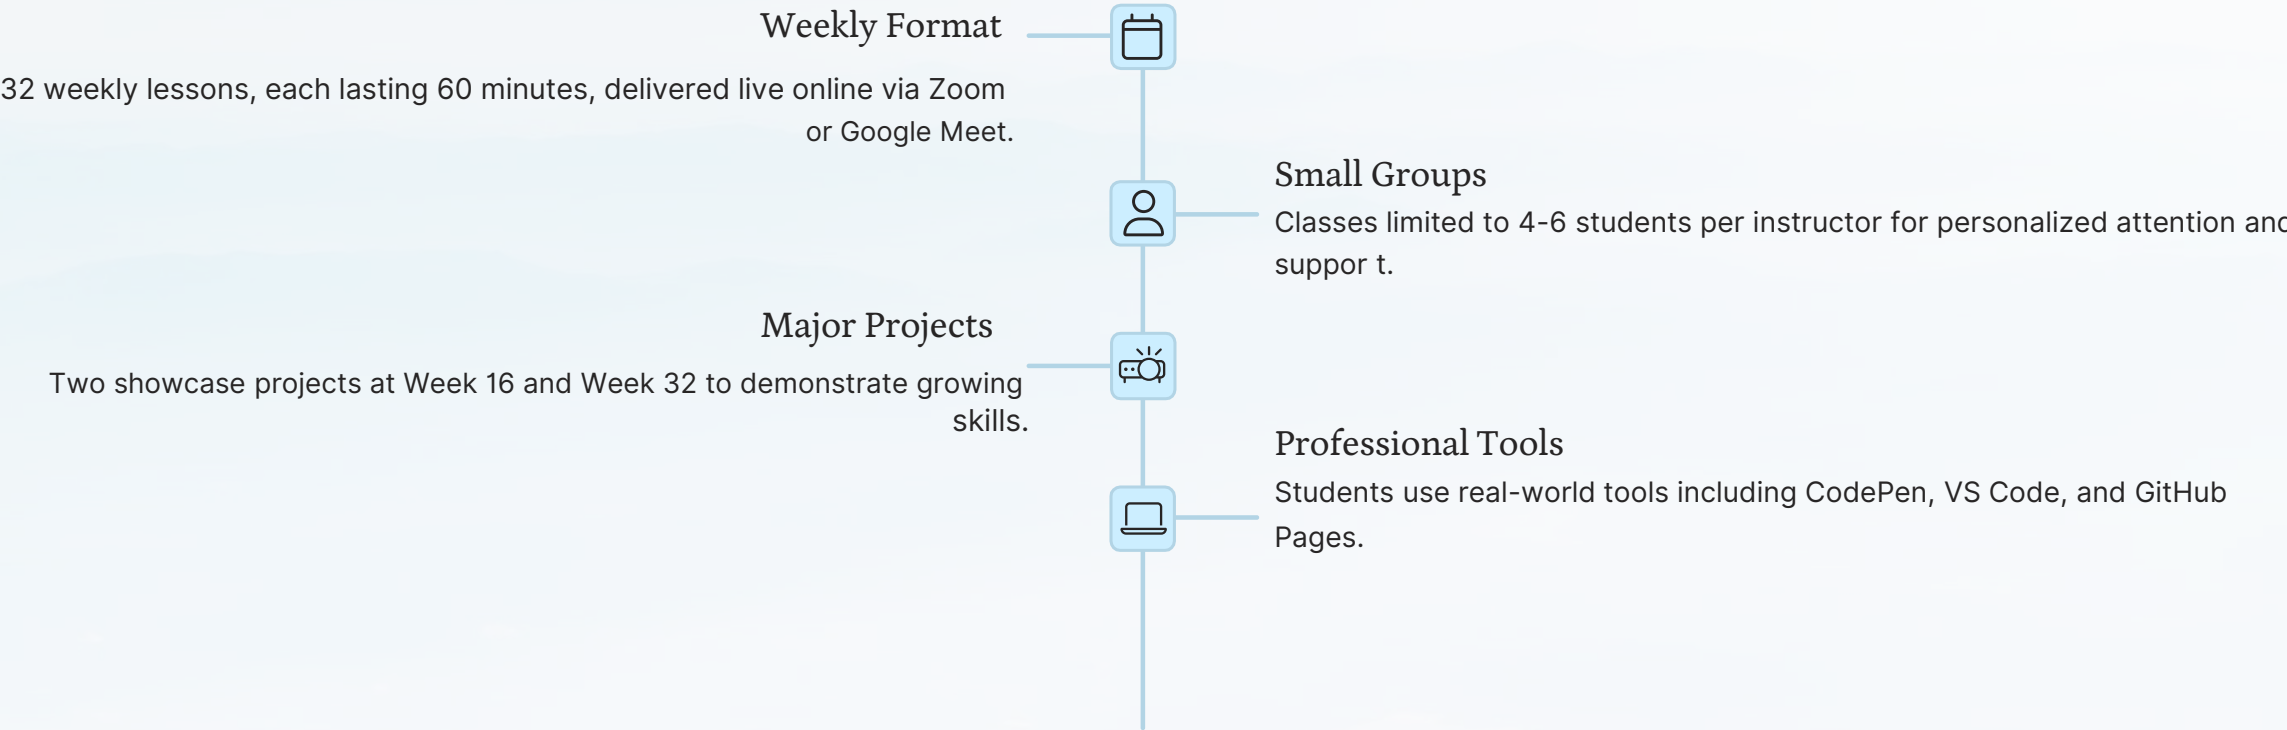 Weekly Format
32 weekly lessons, each lasting 60 minutes, delivered live online via Zoom
or Google Meet.
Small Groups
Classes limited to 4-6 students per instructor for personalized attention and
suppor t.
Major Projects
Two showcase projects at Week 16 and Week 32 to demonstrate growing
skills.
Professional Tools
Students use real-world tools including CodePen, VS Code, and GitHub
Pages.